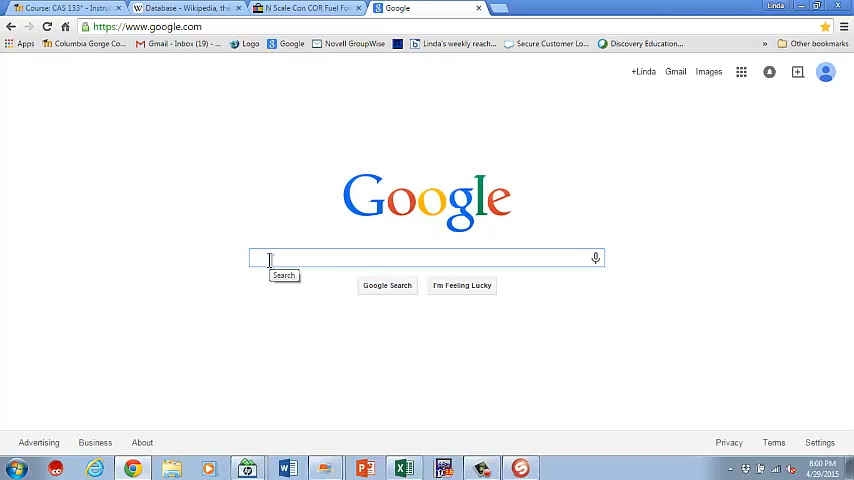 Course: CAS 133* - Instru
Database - Wikipedia, the
N Scale Con COR Fuel Foi
Google
Linda
https://www.google.com
Apps
Columbia Gorge Co...
Gmail - Inbox (19) - ...
Logo
Google
Novell GroupWise
Linda's weekly reach...
Secure Customer Lo...
Discovery Education...
»
Other bookmarks
+Linda
Gmail
Images
Google
Search
Google Search
I'm Feeling Lucky
Advertising
Business
About
Privacy
Terms
Settings
8:00 PM
4/29/2015